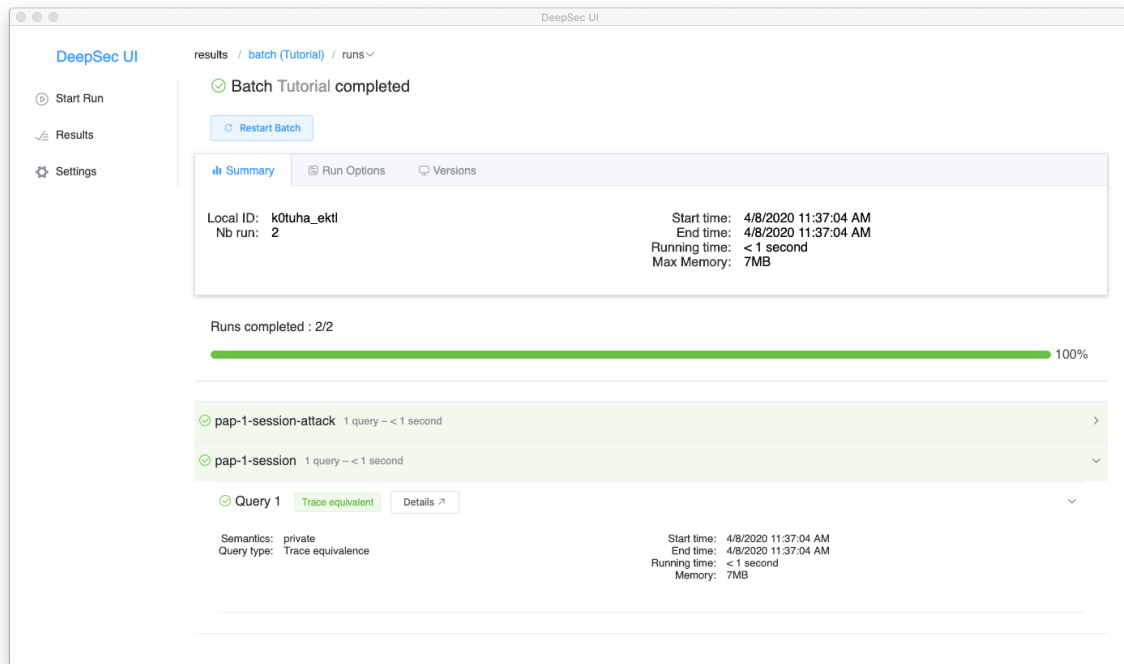 DeepSec UI
DeepSec UI
results / batch (Tutorial) / runs
Batch Tutorial completed
Start Run
Restart Batch
Results
Settings
Summary Run Options Versions
Local ID: k0tuha_ektl
Nb run: 2
Start time: 4/8/2020 11:37:04 AM
End time: 4/8/2020 11:37:04 AM
Running time: < 1 second
Max Memory: 7MB
Runs completed : 2/2
100%
pap-1-session-attack 1 query – < 1 second
pap-1-session 1 query – < 1 second
Query 1 Trace equivalent Details ↗
Semantics: private
Query type: Trace equivalence
Start time: 4/8/2020 11:37:04 AM
End time: 4/8/2020 11:37:04 AM
Running time: < 1 second
Memory: 7MB